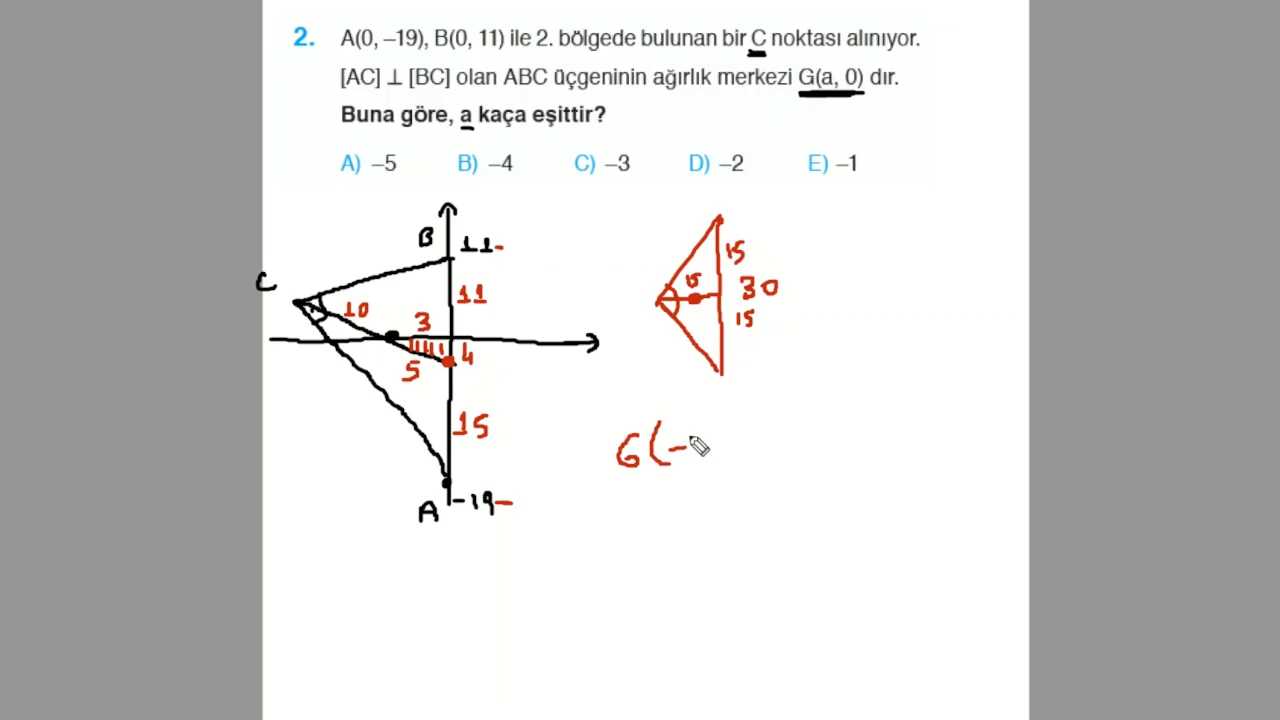 2. A(0, –19), B(0, 11) ile 2. bölgede bulunan bir C noktası alınıyor.
[AC] ⊥ [BC] olan ABC üçgeninin ağırlık merkezi G(a, 0) dır.
Buna göre, a kaça eşittir?
A) –5 B) –4 C) –3 D) –2 E) –1
B 11-
C
10
3
11
5
4
15
A -19-
15
15
30
15
G(-